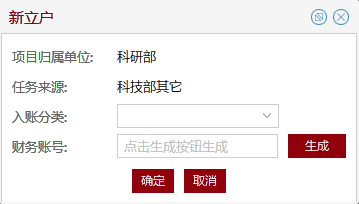 新立户
项目归属单位: 科研部
任务来源: 科技部其它
入账分类:
财务账号: 点击生成按钮生成 生成
确定 取消